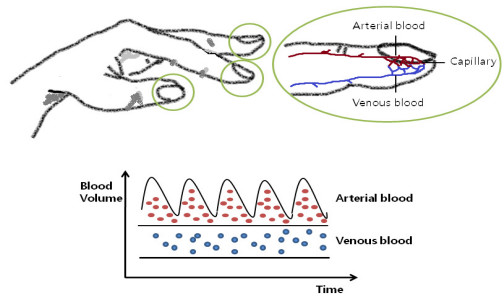 Arterial blood
Capillary
Venous blood
Blood
Volume
Arterial blood
Venous blood
Time